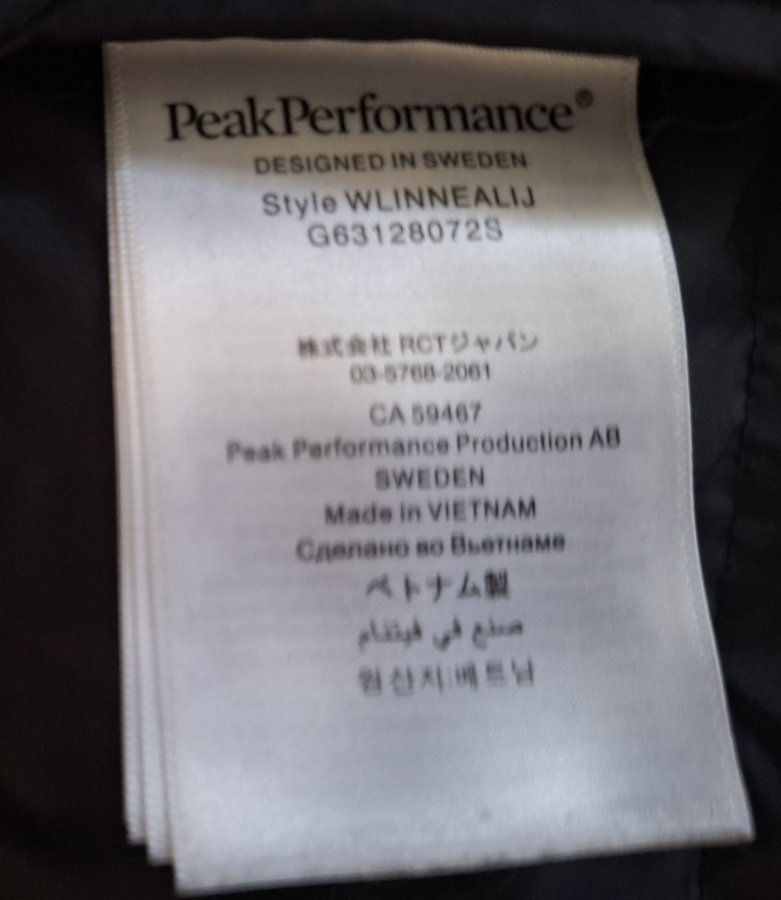 PeakPerformance®
DESIGNED IN SWEDEN
Style WLINNEALIJ
G63128072S
株式会社 RCTジャパン
03-5768-2061
CA 59467
Peak Performance Production AB
SWEDEN
Made in VIETNAM
Сделано во Вьетнаме
ベトナム製
صنع في فيتنام
원산지:베트남